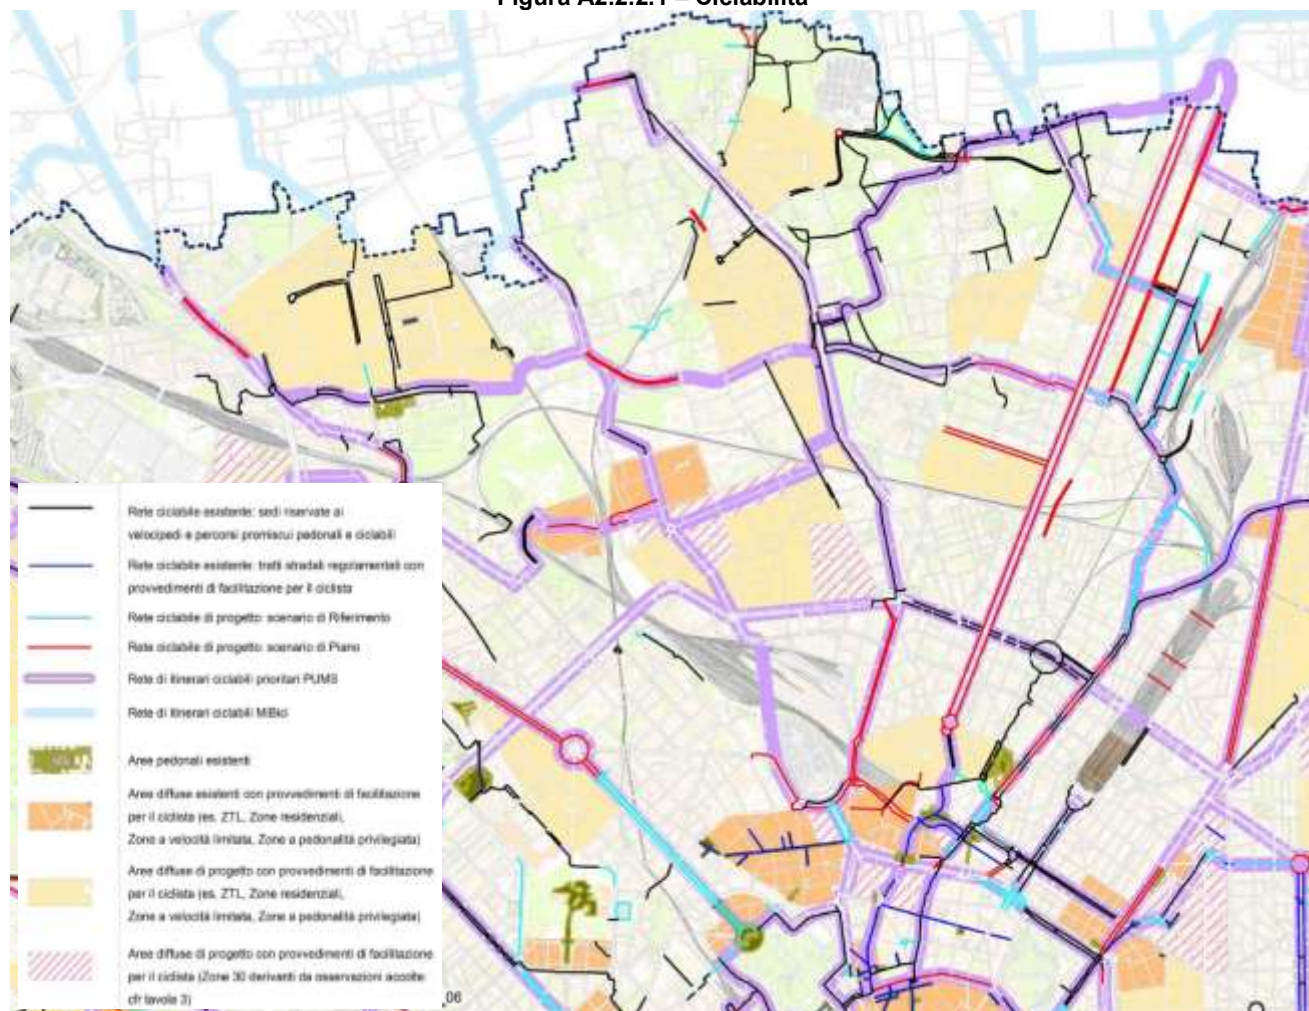 Figura A2.2.2.1 – Ciclabilità
Rete ciclabile esistente: sedi riservate ai
velocipedi e percorsi promiscui pedonali e ciclabili
Rete ciclabile esistente: tratti stradali regolamentati con
provvedimenti di facilitazione per il ciclista
Rete ciclabile di progetto: scenario di Riferimento
Rete ciclabile di progetto: scenario di Piano
Rete di itinerari ciclabili prioritari PUMS
Rete di itinerari ciclabili MiBici
Aree pedonali esistenti
Aree diffuse esistenti con provvedimenti di facilitazione
per il ciclista (es. ZTL, Zone residenziali,
Zone a velocità limitata, Zone a pedonalità privilegiata)
Aree diffuse di progetto con provvedimenti di facilitazione
per il ciclista (es. ZTL, Zone residenziali,
Zone a velocità limitata, Zone a pedonalità privilegiata)
Aree diffuse di progetto con provvedimenti di facilitazione
per il ciclista (Zone 30 derivanti da osservazioni accolte
cfr tavola 3)
06